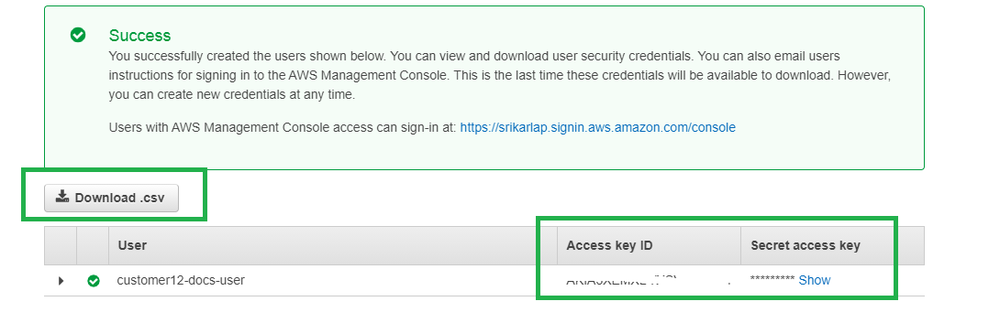 Success
You successfully created the users shown below. You can view and download user security credentials. You can also email users
instructions for signing in to the AWS Management Console. This is the last time these credentials will be available to download. However,
you can create new credentials at any time.
Users with AWS Management Console access can sign-in at: https://srikarlap.signin.aws.amazon.com/console
Download .csv
User Access key ID Secret access key
customer12-docs-user ********* Show